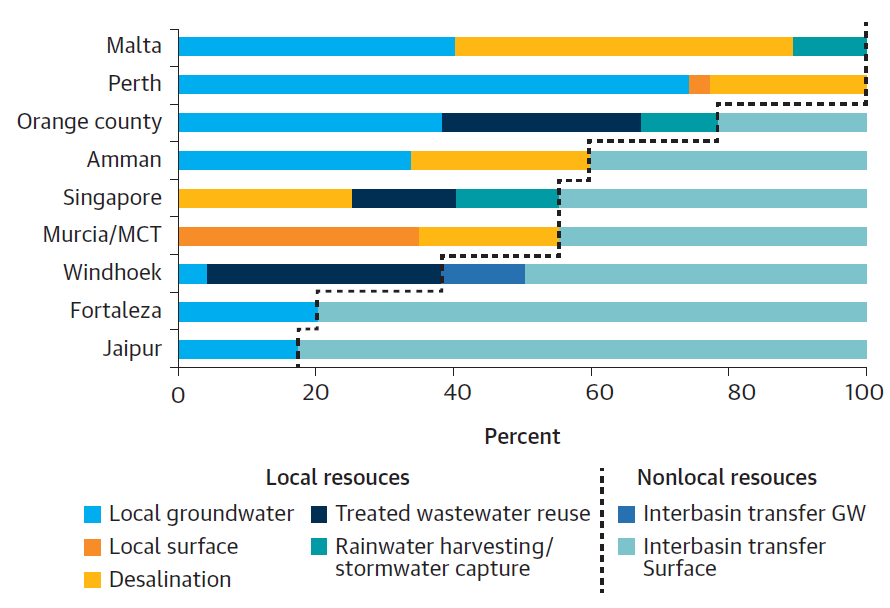 Malta
Perth
Orange county
Amman
Singapore
Murcia/MCT
Windhoek
Fortaleza
Jaipur
0 20 40 60 80 100
Percent
Local resouces
Nonlocal resouces
Local groundwater
Local surface
Desalination
Treated wastewater reuse
Rainwater harvesting/
stormwater capture
Interbasin transfer GW
Interbasin transfer
Surface